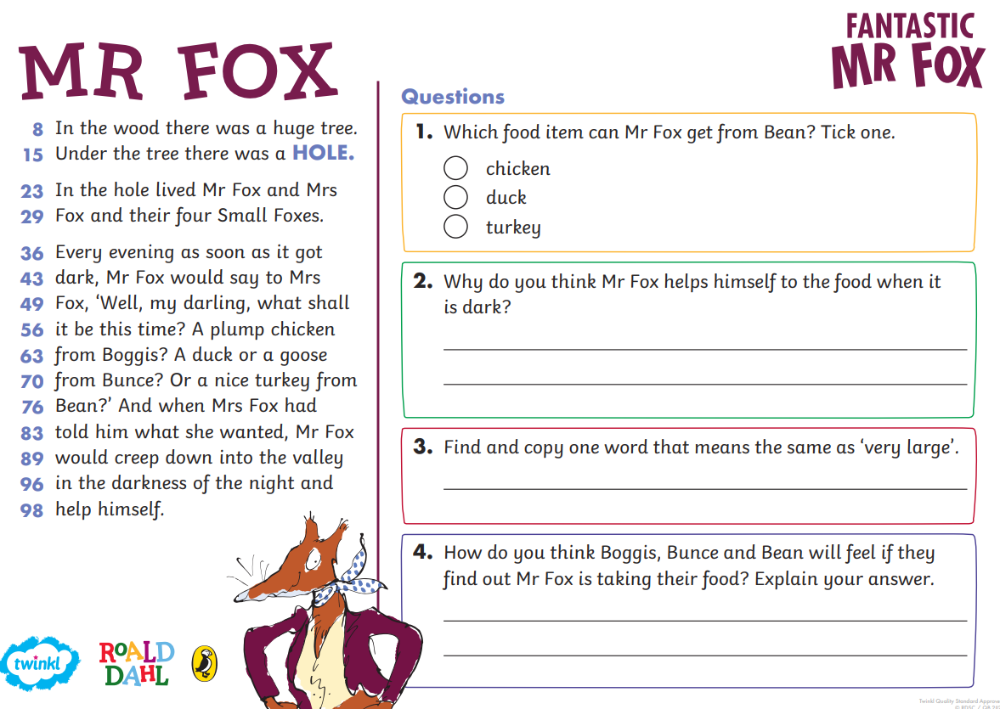 MR FOX
8 In the wood there was a huge tree.
15 Under the tree there was a HOLE.
23 In the hole lived Mr Fox and Mrs
29 Fox and their four Small Foxes.
36 Every evening as soon as it got
43 dark, Mr Fox would say to Mrs
49 Fox, ‘Well, my darling, what shall
56 it be this time? A plump chicken
63 from Boggis? A duck or a goose
70 from Bunce? Or a nice turkey from
76 Bean?’ And when Mrs Fox had
83 told him what she wanted, Mr Fox
89 would creep down into the valley
96 in the darkness of the night and
98 help himself.
twinkl
ROALD
DAHL
FANTASTIC
MR FOX
Questions
1. Which food item can Mr Fox get from Bean? Tick one.
chicken
duck
turkey
2. Why do you think Mr Fox helps himself to the food when it
is dark?
3. Find and copy one word that means the same as ‘very large’.
4. How do you think Boggis, Bunce and Bean will feel if they
find out Mr Fox is taking their food? Explain your answer.
Twinkl Quality Standard Approve
© RDSC / QB